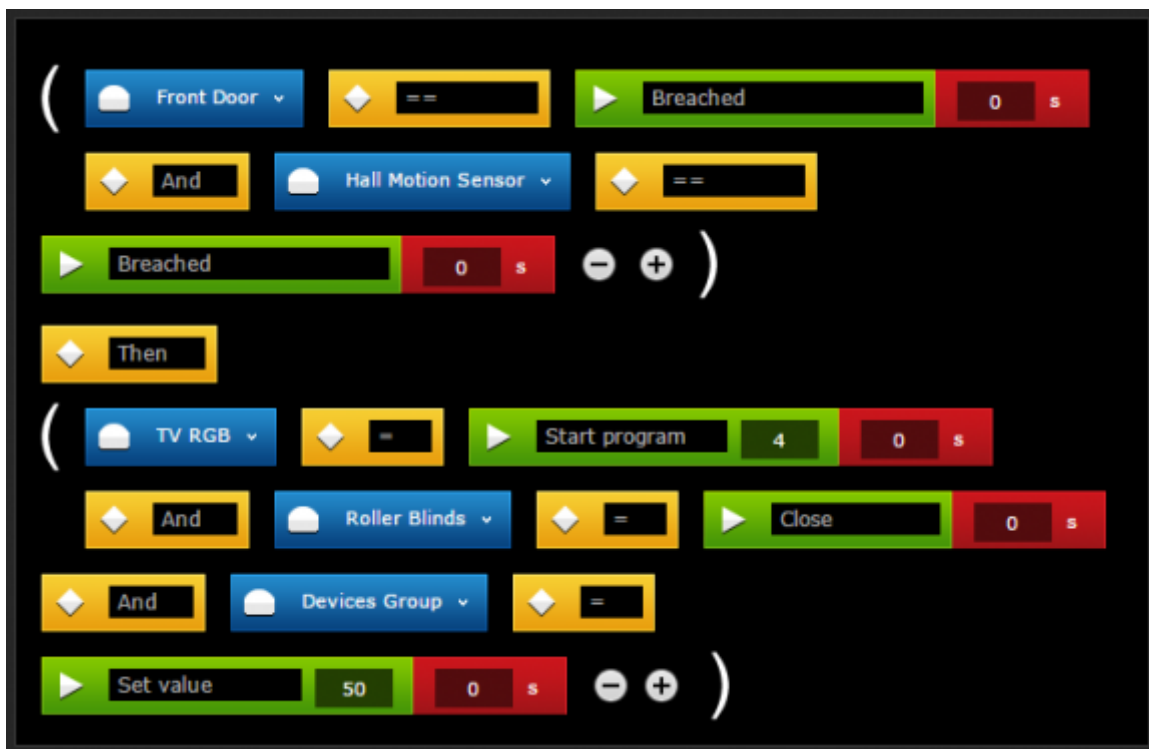 ( Front Door == Breached 0 s
And Hall Motion Sensor ==
Breached 0 s )
Then
( TV RGB = Start program 4 0 s
And Roller Blinds = Close 0 s
And Devices Group =
Set value 50 0 s )